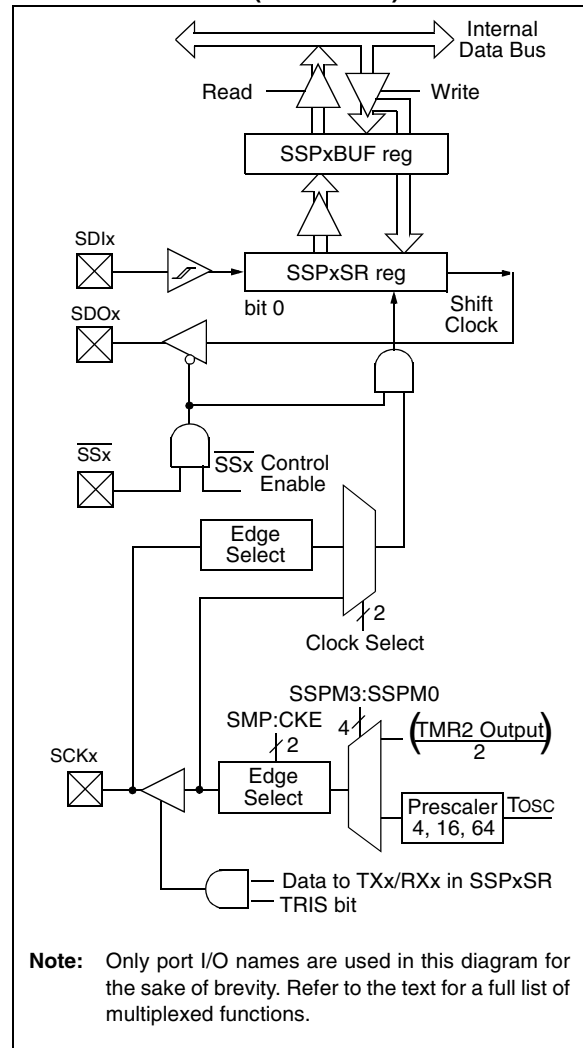 Internal
Data Bus
Read
Write
SSPxBUF reg
SDIx
SSPxSR reg
bit 0
Shift
Clock
SDOx
SSx
SSx Control
Enable
Edge
Select
2
Clock Select
SSPM3:SSPM0
SMP:CKE
4
(TMR2 Output)
2
2
SCKx
Edge
Select
Prescaler
4, 16, 64
TOSC
Data to TXx/RXx in SSPxSR
TRIS bit
Note: Only port I/O names are used in this diagram for
the sake of brevity. Refer to the text for a full list of
multiplexed functions.